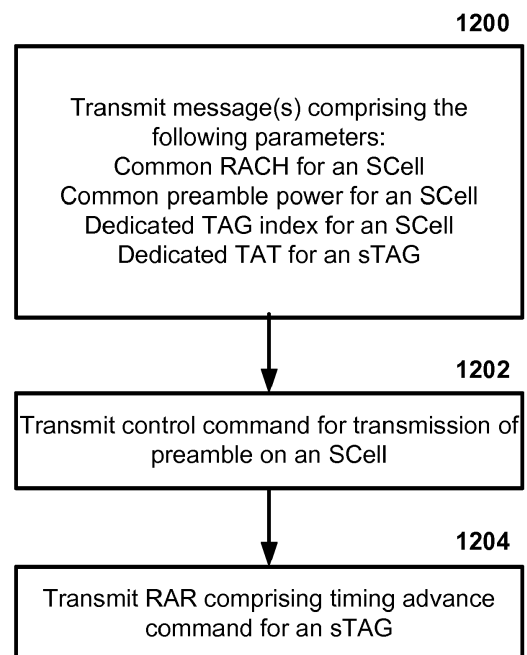 1200
Transmit message(s) comprising the
following parameters:
Common RACH for an SCell
Common preamble power for an SCell
Dedicated TAG index for an SCell
Dedicated TAT for an sTAG
1202
Transmit control command for transmission of
preamble on an SCell
1204
Transmit RAR comprising timing advance
command for an sTAG